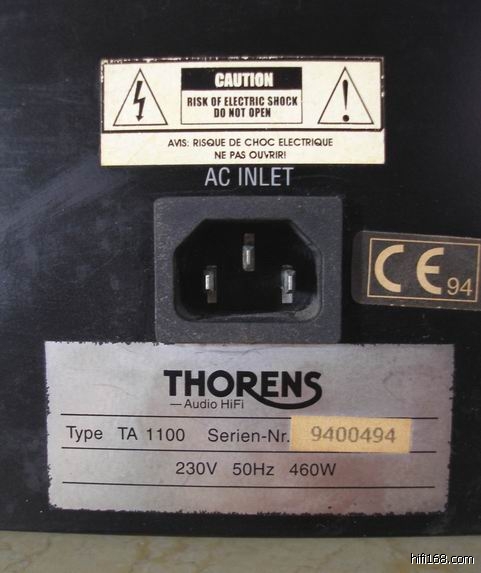 CAUTION
RISK OF ELECTRIC SHOCK
DO NOT OPEN
AVIS: RISQUE DE CHOC ELECTRIQUE
NE PAS OUVRIR!
AC INLET
CE 94
THORENS
Audio HiFi
Type TA 1100 Serien-Nr. 9400494
230V 50Hz 460W
hifi168.com